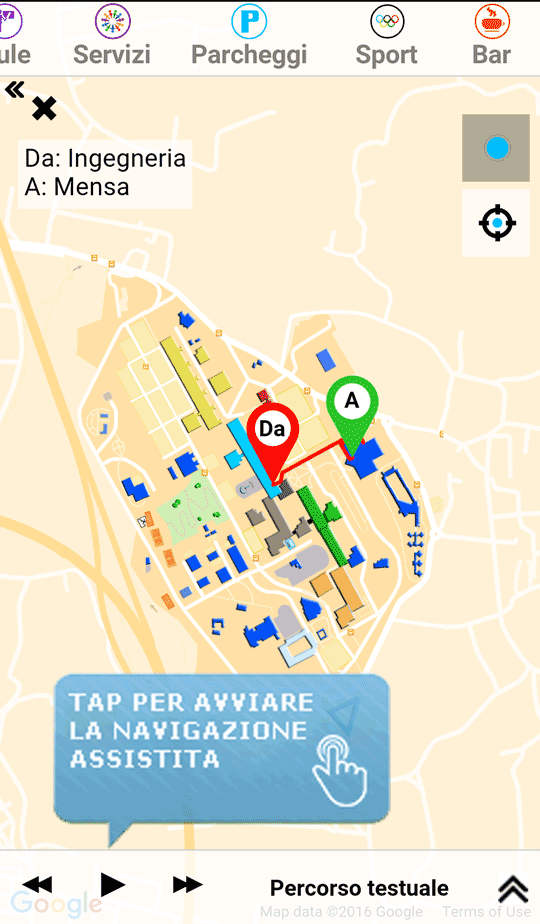 ule Servizi Parcheggi Sport Bar
Da: Ingegneria
A: Mensa
A
Da
TAP PER AVVIARE
LA NAVIGAZIONE
ASSISTITA
Percorso testuale
Google
Map data ©2016 Google Terms of Use